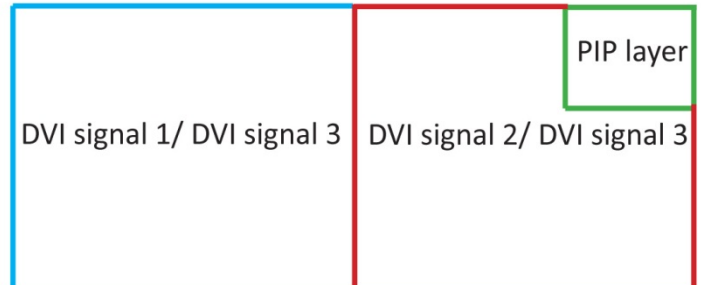 PIP layer
DVI signal 1/ DVI signal 3
DVI signal 2/ DVI signal 3